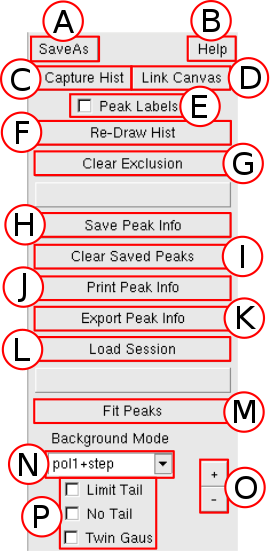 A B
SaveAs Help
C Capture Hist Link Canvas D
Peak Labels E
F Re-Draw Hist
Clear Exclusion G
H Save Peak Info
Clear Saved Peaks I
J Print Peak Info
Export Peak Info K
L Load Session
Fit Peaks M
Background Mode
N pol1+step
+
Limit Tail
P No Tail - O
Twin Gaus